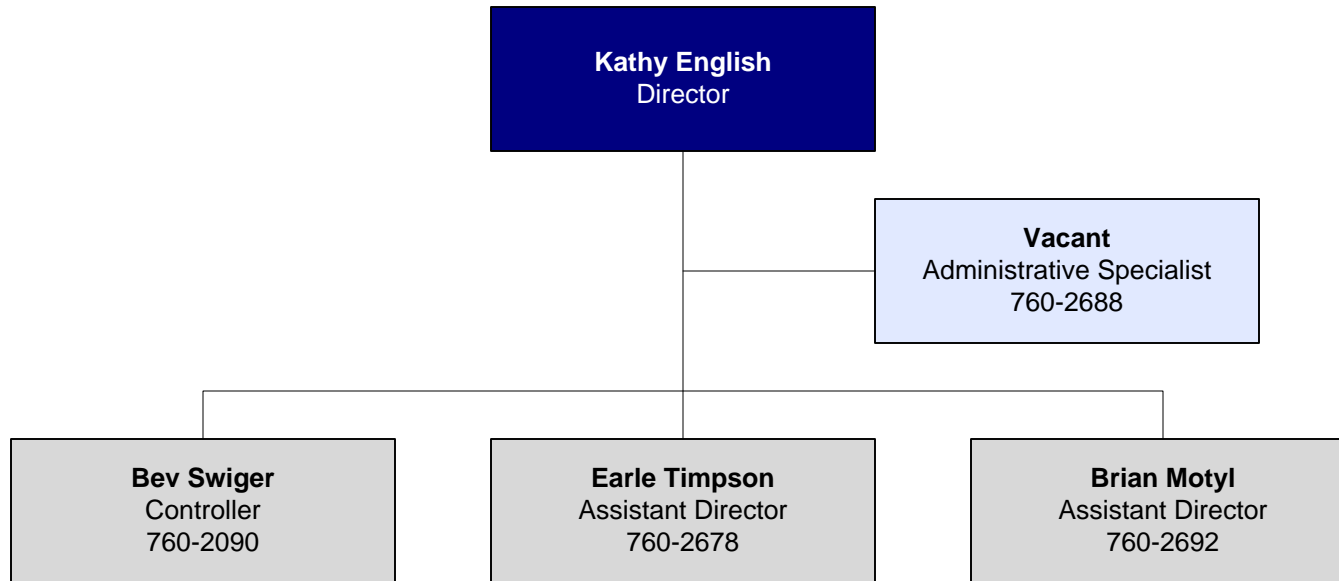 Kathy English
Director
Vacant
Administrative Specialist
760-2688
Bev Swiger
Controller
760-2090
Earle Timpson
Assistant Director
760-2678
Brian Motyl
Assistant Director
760-2692